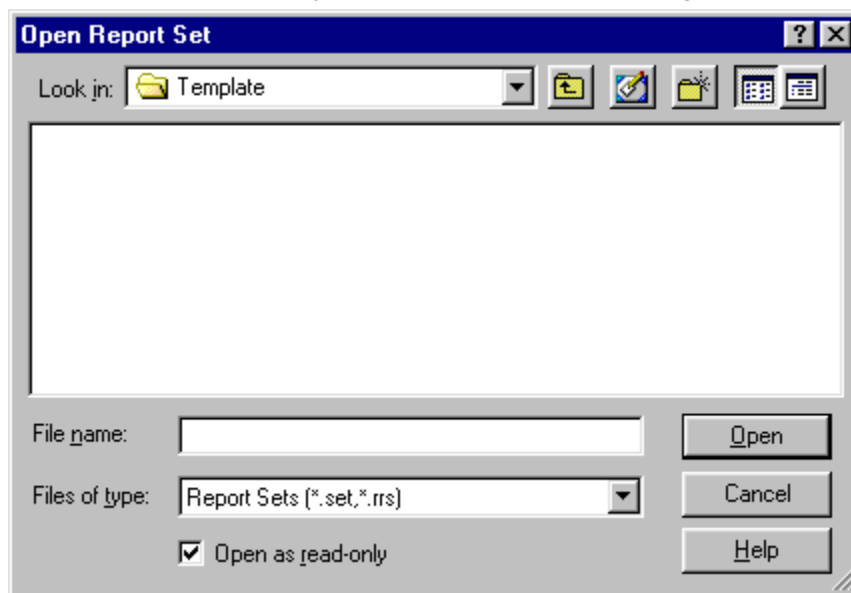 Open Report Set
Look in: Template
File name:
Open
Files of type: Report Sets (*.set,*.rrs)
Cancel
Open as read-only
Help